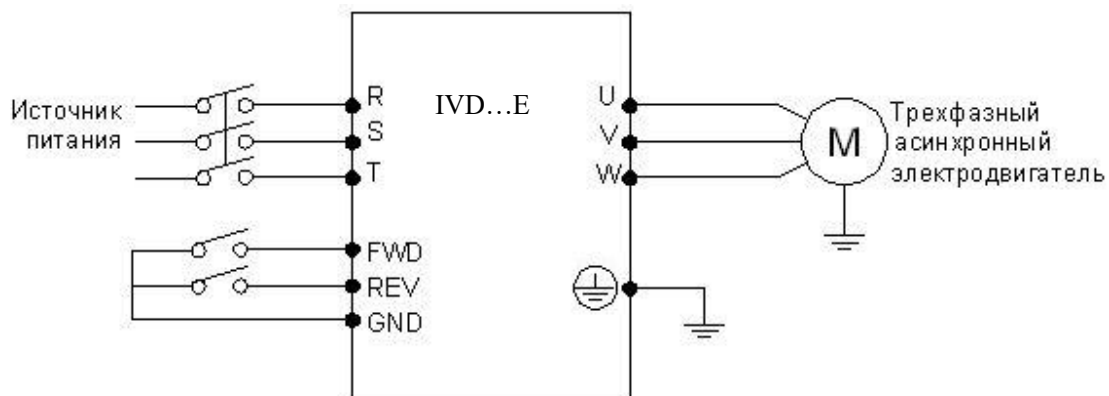 Источник
питания
R
S
T
FWD
REV
GND
IVD...E
U
V
W
M
Трехфазный
асинхронный
электродвигатель